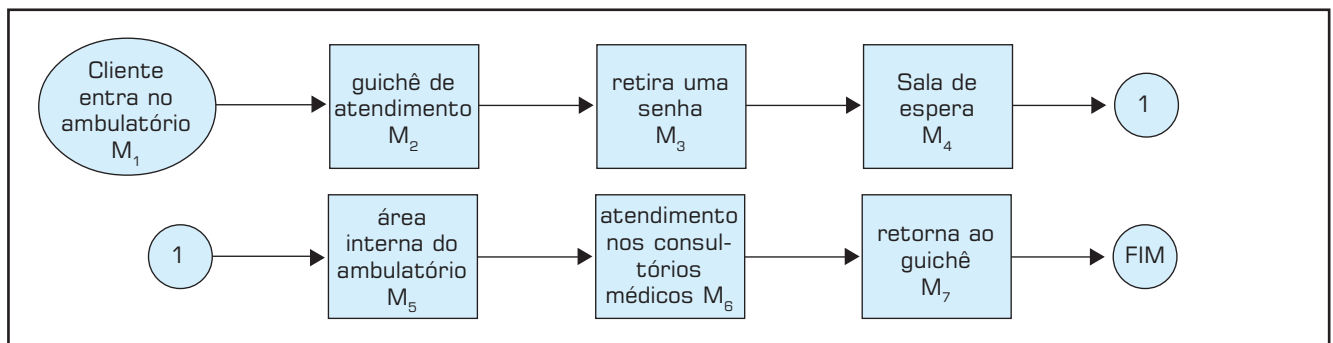 Cliente
entra no
ambulatório
M₁
guichê de
atendimento
M₂
retira uma
senha
M₃
Sala de
espera
M₄
1
1
área
interna do
ambulatório
M₅
atendimento
nos consul-
tórios
médicos M₆
retorna ao
guichê
M₇
FIM